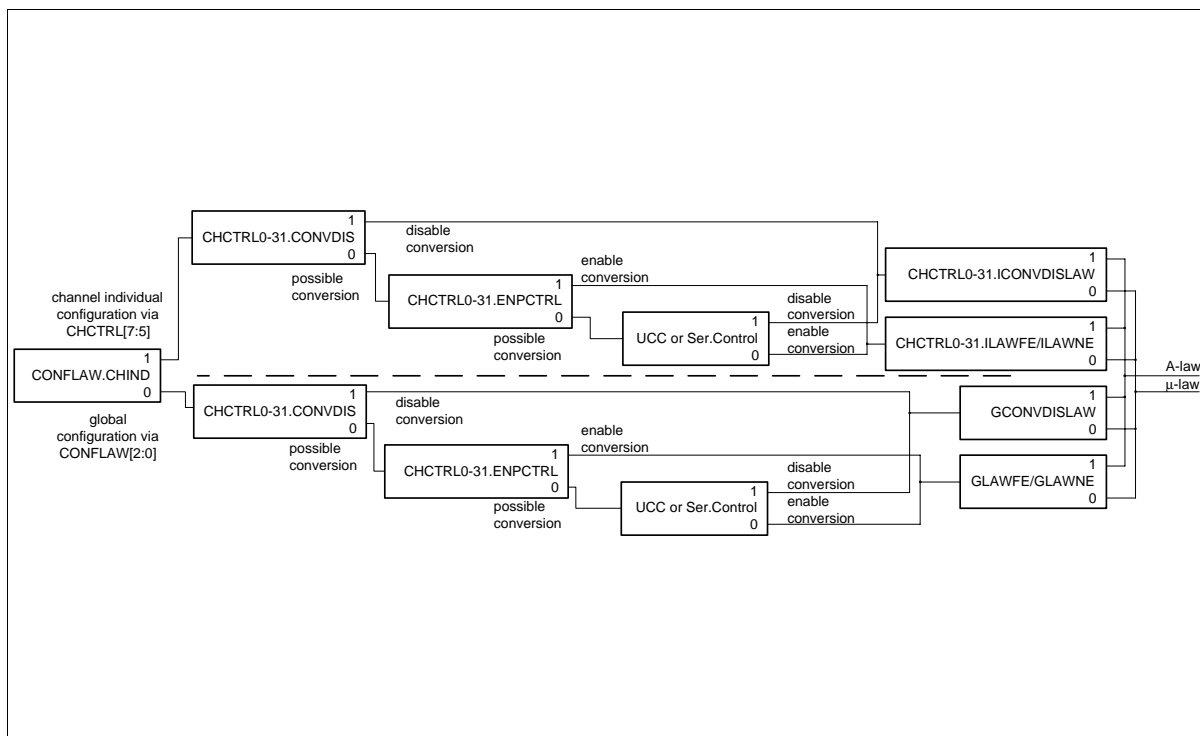 1
CHCTRL0-31.CONVDIS
0
disable
conversion
possible
conversion
enable
conversion
1
CHCTRL0-31.ENPCTRL
0
possible
conversion
disable
conversion
1
UCC or Ser.Control
0
enable
conversion
1
CHCTRL0-31.ICONVDISLAW
0
1
CHCTRL0-31.ILAWFE/ILAWNE
0
channel individual
configuration via
CHCTRL[7:5]
1
CONFLAW.CHIND
0
global
configuration via
CONFLAW[2:0]
A-law
μ-law
1
CHCTRL0-31.CONVDIS
0
disable
conversion
possible
conversion
enable
conversion
1
CHCTRL0-31.ENPCTRL
0
possible
conversion
disable
conversion
1
UCC or Ser.Control
0
enable
conversion
1
GCONVDISLAW
0
1
GLAWFE/GLAWNE
0